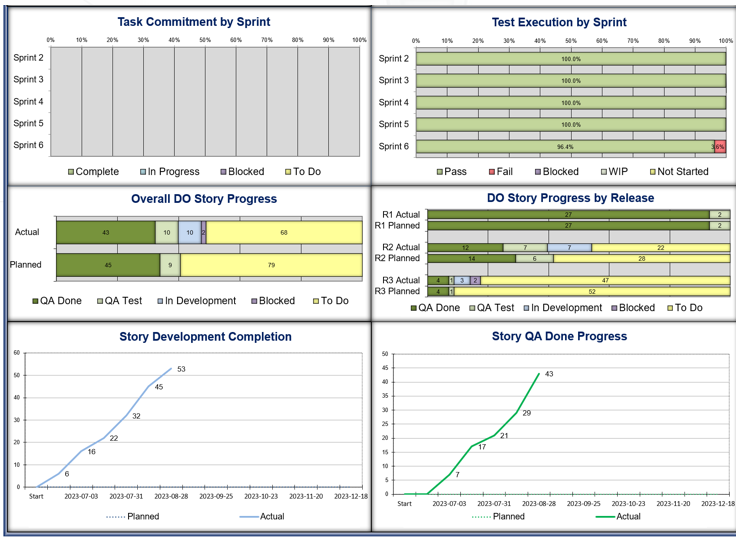 Task Commitment by Sprint
0% 10% 20% 30% 40% 50% 60% 70% 80% 90% 100%
Sprint 2
Sprint 3
Sprint 4
Sprint 5
Sprint 6
Complete In Progress Blocked To Do
Test Execution by Sprint
0% 10% 20% 30% 40% 50% 60% 70% 80% 90% 100%
Sprint 2 100.0%
Sprint 3 100.0%
Sprint 4 100.0%
Sprint 5 100.0%
Sprint 6 96.4% 3.6%
Pass Fail Blocked WIP Not Started
Overall DO Story Progress
Actual 43 10 10 2 68
Planned 45 9 79
QA Done QA Test In Development Blocked To Do
DO Story Progress by Release
R1 Actual 27 2
R1 Planned 27 2
R2 Actual 12 7 7 22
R2 Planned 14 6 28
R3 Actual 4 1 3 2 47
R3 Planned 4 1 52
QA Done QA Test In Development Blocked To Do
Story Development Completion
60
50
40
30
20
10
0
6
16
22
32
45
53
Start 2023-07-03 2023-07-31 2023-08-28 2023-09-25 2023-10-23 2023-11-20 2023-12-18
Planned Actual
Story QA Done Progress
50
45
40
35
30
25
20
15
10
5
0
7
17
21
29
43
Start 2023-07-03 2023-07-31 2023-08-28 2023-09-25 2023-10-23 2023-11-20 2023-12-18
Planned Actual